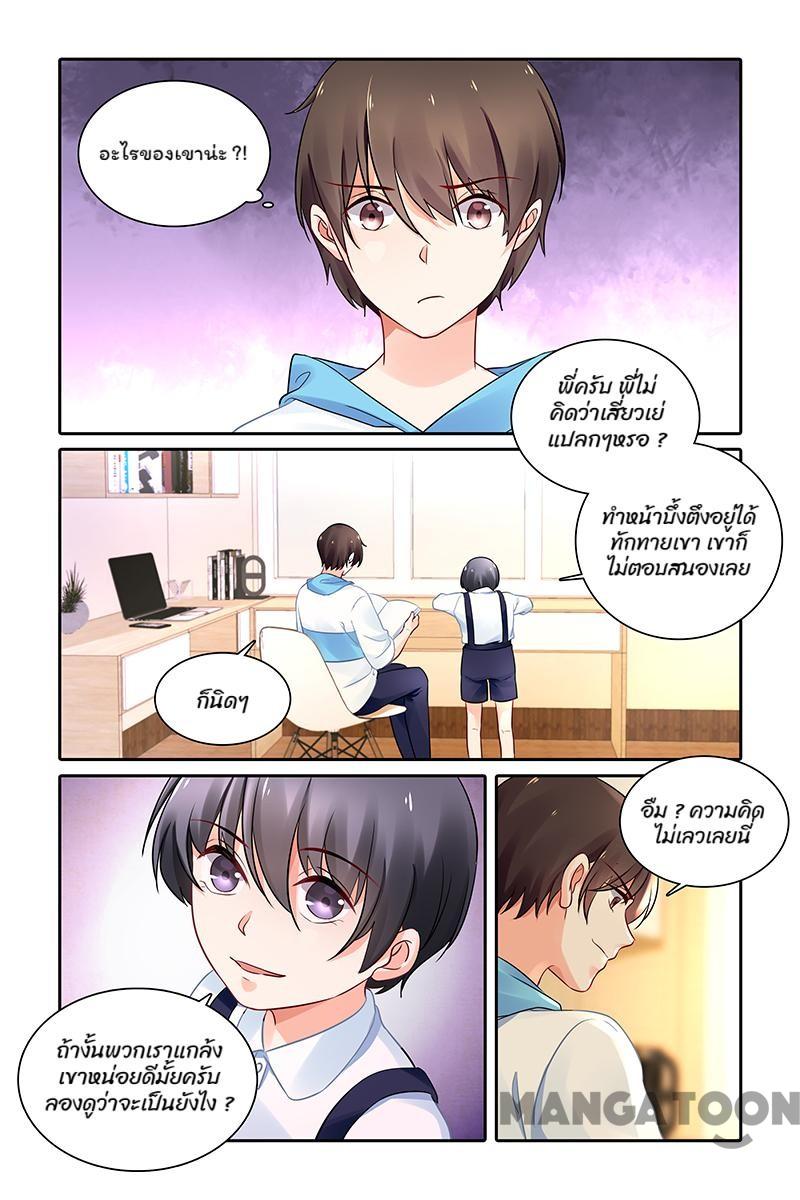 อะไรของเขาน่ะ ?!
พี่ครับ พี่ไม่
คิดว่าเสี่ยวเย่
แปลกๆหรอ ?
ทำหน้าบึ้งตึงอยู่ได้
ทักทายเขา เขาก็
ไม่ตอบสนองเลย
ก็นิดๆ
อืม ? ความคิด
ไม่เลวเลยนี่
ถ้างั้นพวกเราแกล้ง
เขาหน่อยดีมั้ยครับ
ลองดูว่าจะเป็นยังไง ?
MANGATOON